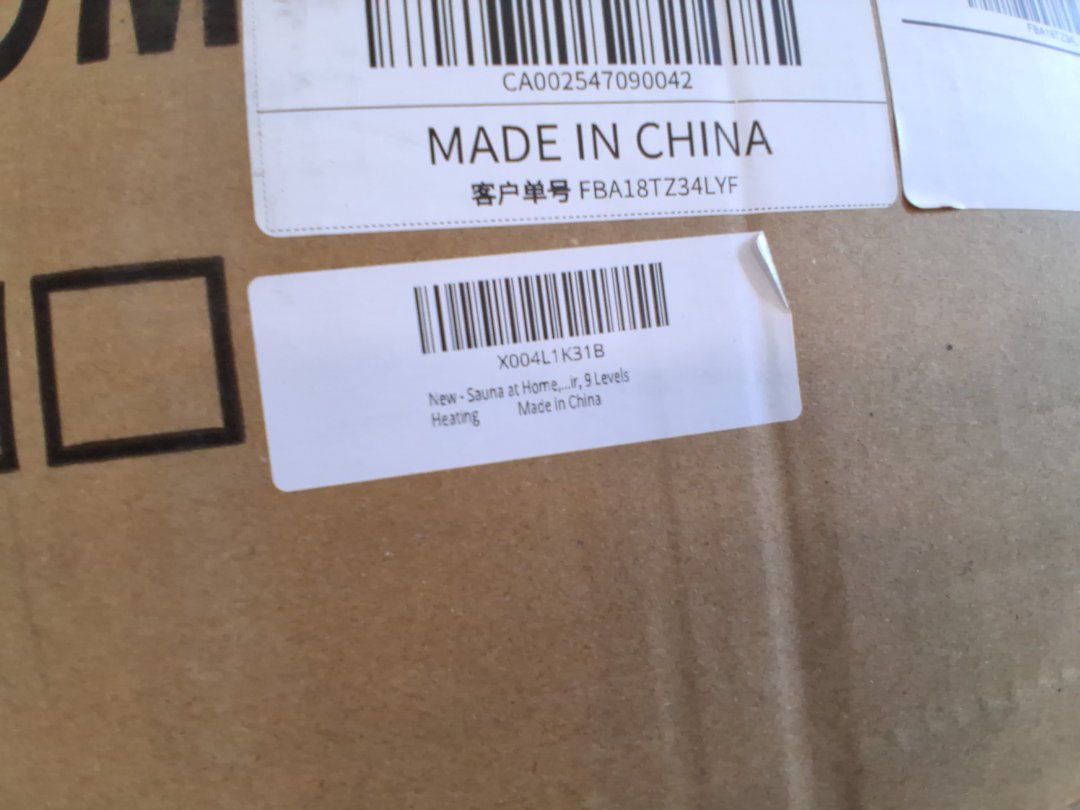 CA002547090042
MADE IN CHINA
客户单号 FBA18TZ34LYF
X004L1K31B
New - Sauna at Home,...ir, 9 Levels
Heating Made in China